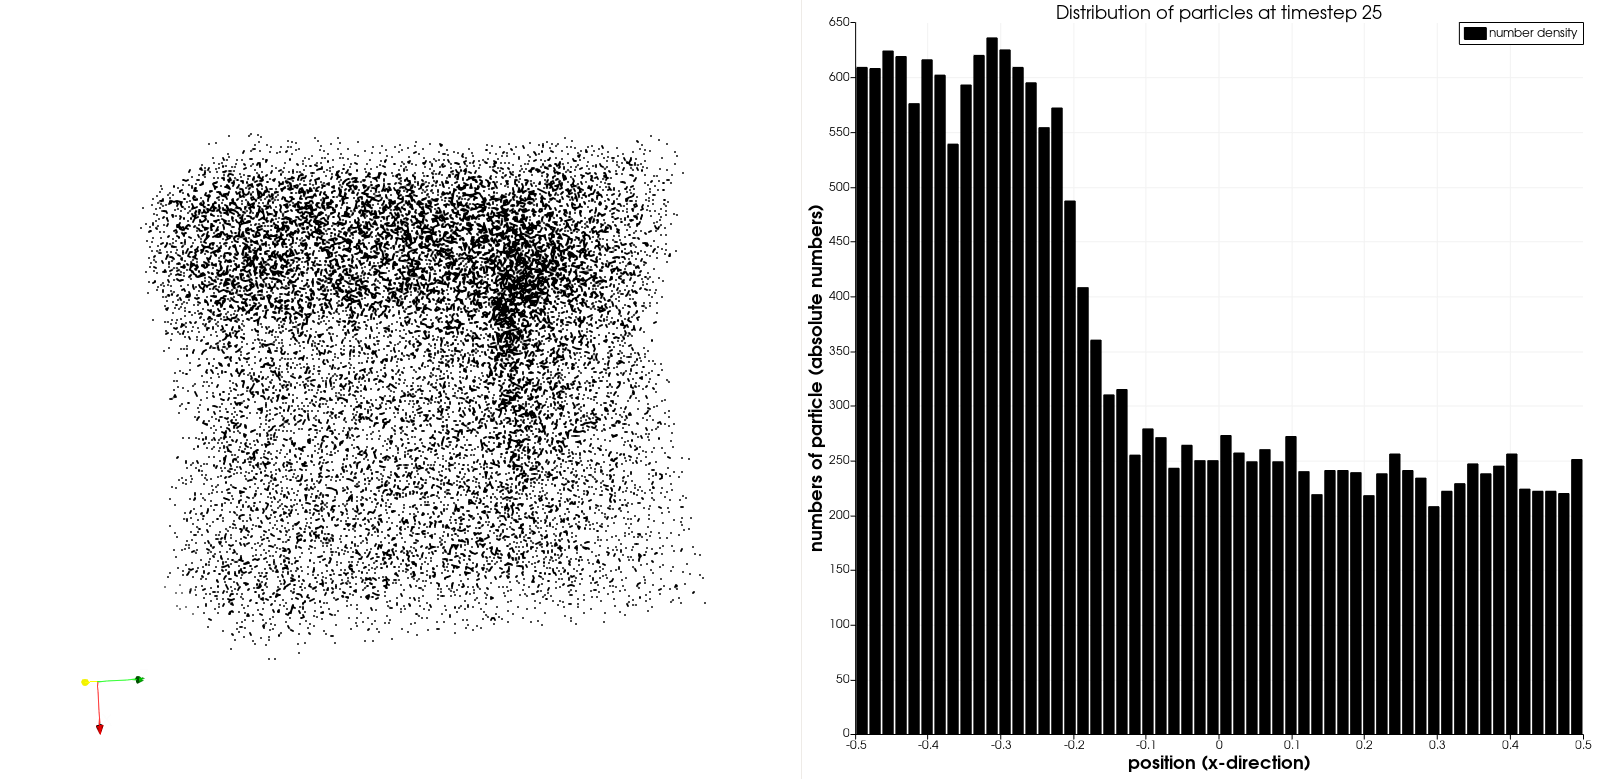 Distribution of particles at timestep 25
number density
numbers of particle (absolute numbers)
650
600
550
500
450
400
350
300
250
200
150
100
50
0
-0.5 -0.4 -0.3 -0.2 -0.1 0 0.1 0.2 0.3 0.4 0.5
position (x-direction)